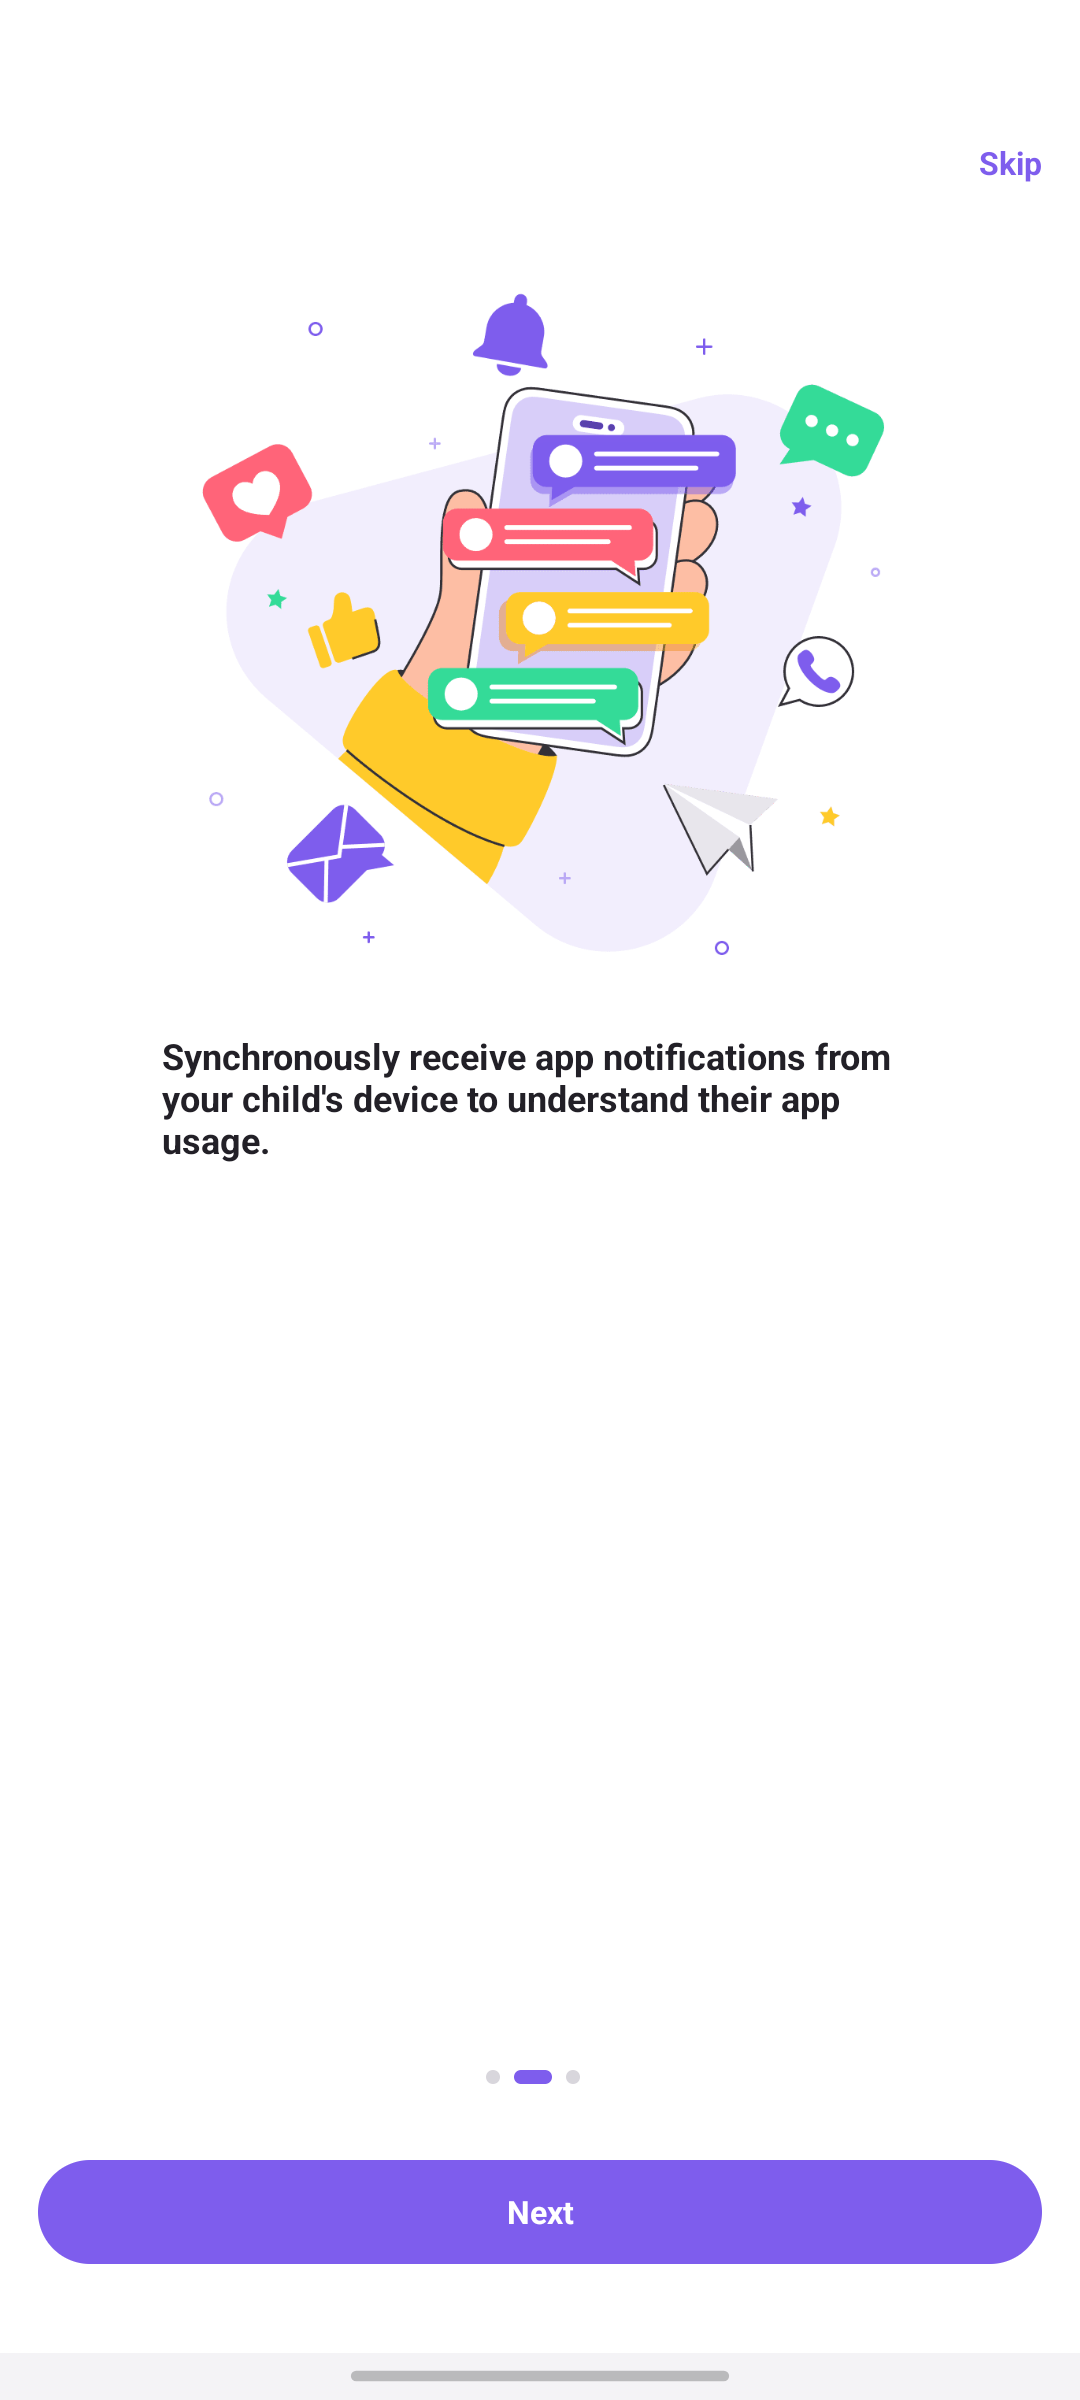 Skip
Synchronously receive app notifications from
your child's device to understand their app
usage.
Next